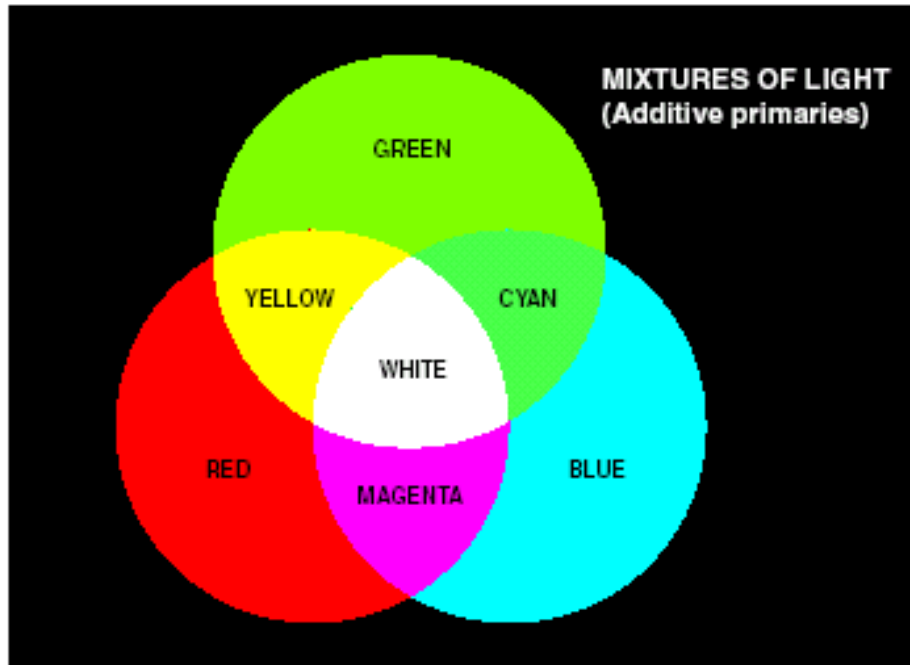 MIXTURES OF LIGHT
(Additive primaries)
GREEN
YELLOW
CYAN
WHITE
RED
BLUE
MAGENTA